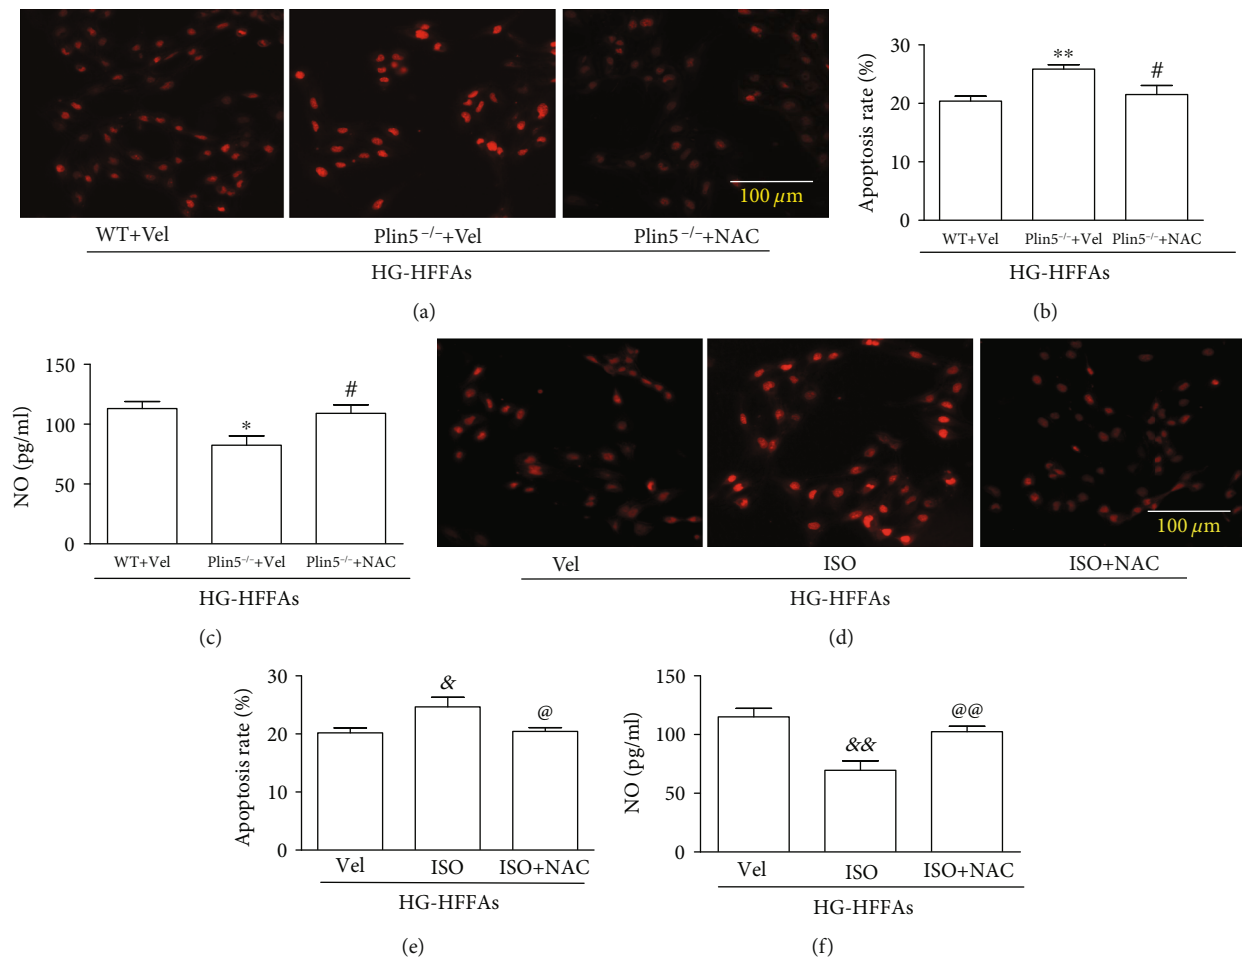 100 μm
WT+Vel Plin5⁻/⁻+Vel Plin5⁻/⁻+NAC
HG-HFFAs
(a)
Apoptosis rate (%)
30
20
10
0
**
#
WT+Vel Plin5⁻/⁻+Vel Plin5⁻/⁻+NAC
HG-HFFAs
(b)
NO (pg/ml)
150
100
50
0
*
#
WT+Vel Plin5⁻/⁻+Vel Plin5⁻/⁻+NAC
HG-HFFAs
(c)
100 μm
Vel ISO ISO+NAC
HG-HFFAs
(d)
Apoptosis rate (%)
30
20
10
0
&
@
Vel ISO ISO+NAC
HG-HFFAs
(e)
NO (pg/ml)
150
100
50
0
&&
@@
Vel ISO ISO+NAC
HG-HFFAs
(f)